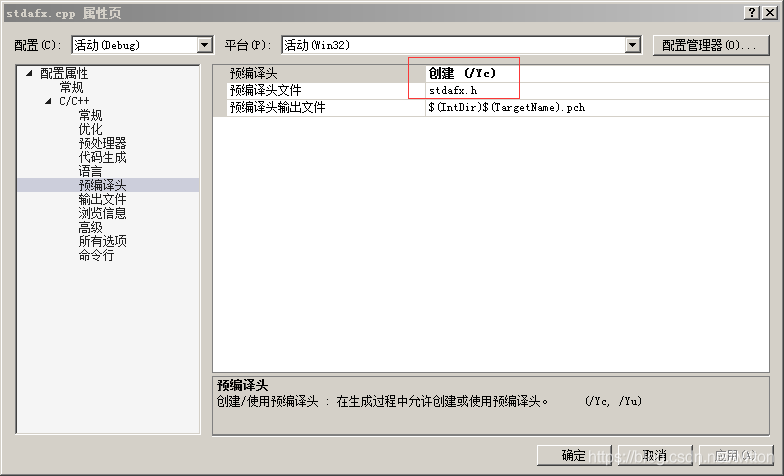 stdafx.cpp 属性页
配置(C): 活动(Debug) 平台(P): 活动(Win32) 配置管理器(O)...
配置属性
常规
C/C++
常规
优化
预处理器
代码生成
语言
预编译头
输出文件
浏览信息
高级
所有选项
命令行
预编译头 创建 (/Yc)
预编译头文件 stdafx.h
预编译头输出文件 $(IntDir)$(TargetName).pch
预编译头
创建/使用预编译头 : 在生成过程中允许创建或使用预编译头。 (/Yc, /Yu)
确定 取消 应用(A)